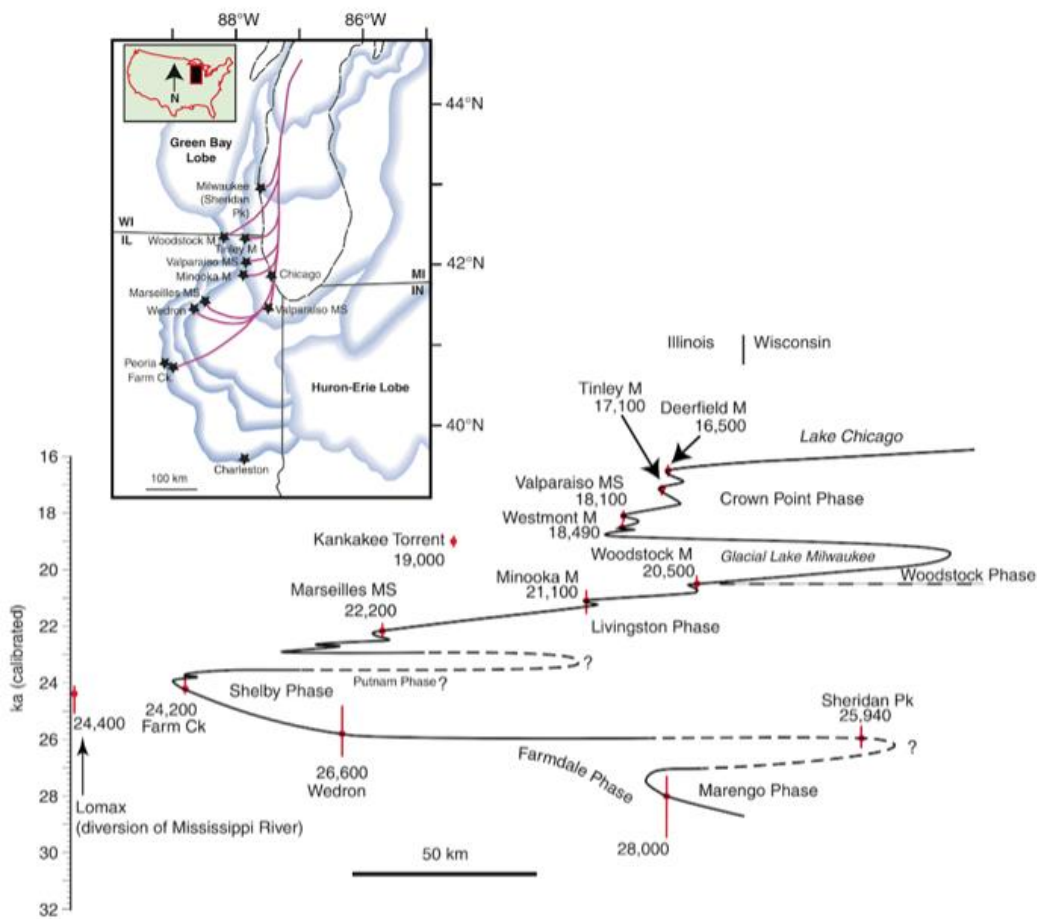 88°W 86°W
N
44°N
Green Bay
Lobe
Milwaukee
(Sheridan
Pk)
WI
IL
Woodstock M
Tinley M
Valparaiso MS
42°N
Minooka M
Chicago
MI
IN
Marseilles MS
Wedron
Valparaiso MS
Peoria
Farm Ck
Huron-Erie Lobe
40°N
Charleston
100 km
Illinois | Wisconsin
Tinley M
17,100
Deerfield M
16,500
Lake Chicago
Valparaiso MS
18,100
Crown Point Phase
Westmont M
18,490
Kankakee Torrent
19,000
Woodstock M
20,500
Glacial Lake Milwaukee
Woodstock Phase
Minooka M
21,100
Marseilles MS
22,200
Livingston Phase
?
Putnam Phase ?
Shelby Phase
24,200
Farm Ck
24,400
Sheridan Pk
25,940
?
26,600
Wedron
Farmdale Phase
Marengo Phase
28,000
Lomax
(diversion of Mississippi River)
50 km
ka (calibrated)
16
18
20
22
24
26
28
30
32